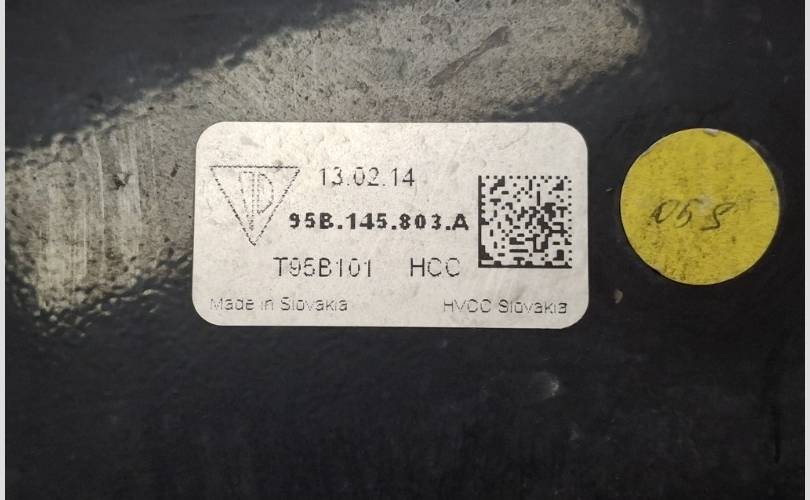 13.02.14
95B.145.803.A
T95B101 HCC
Made in Slovakia HVCC Slovakia